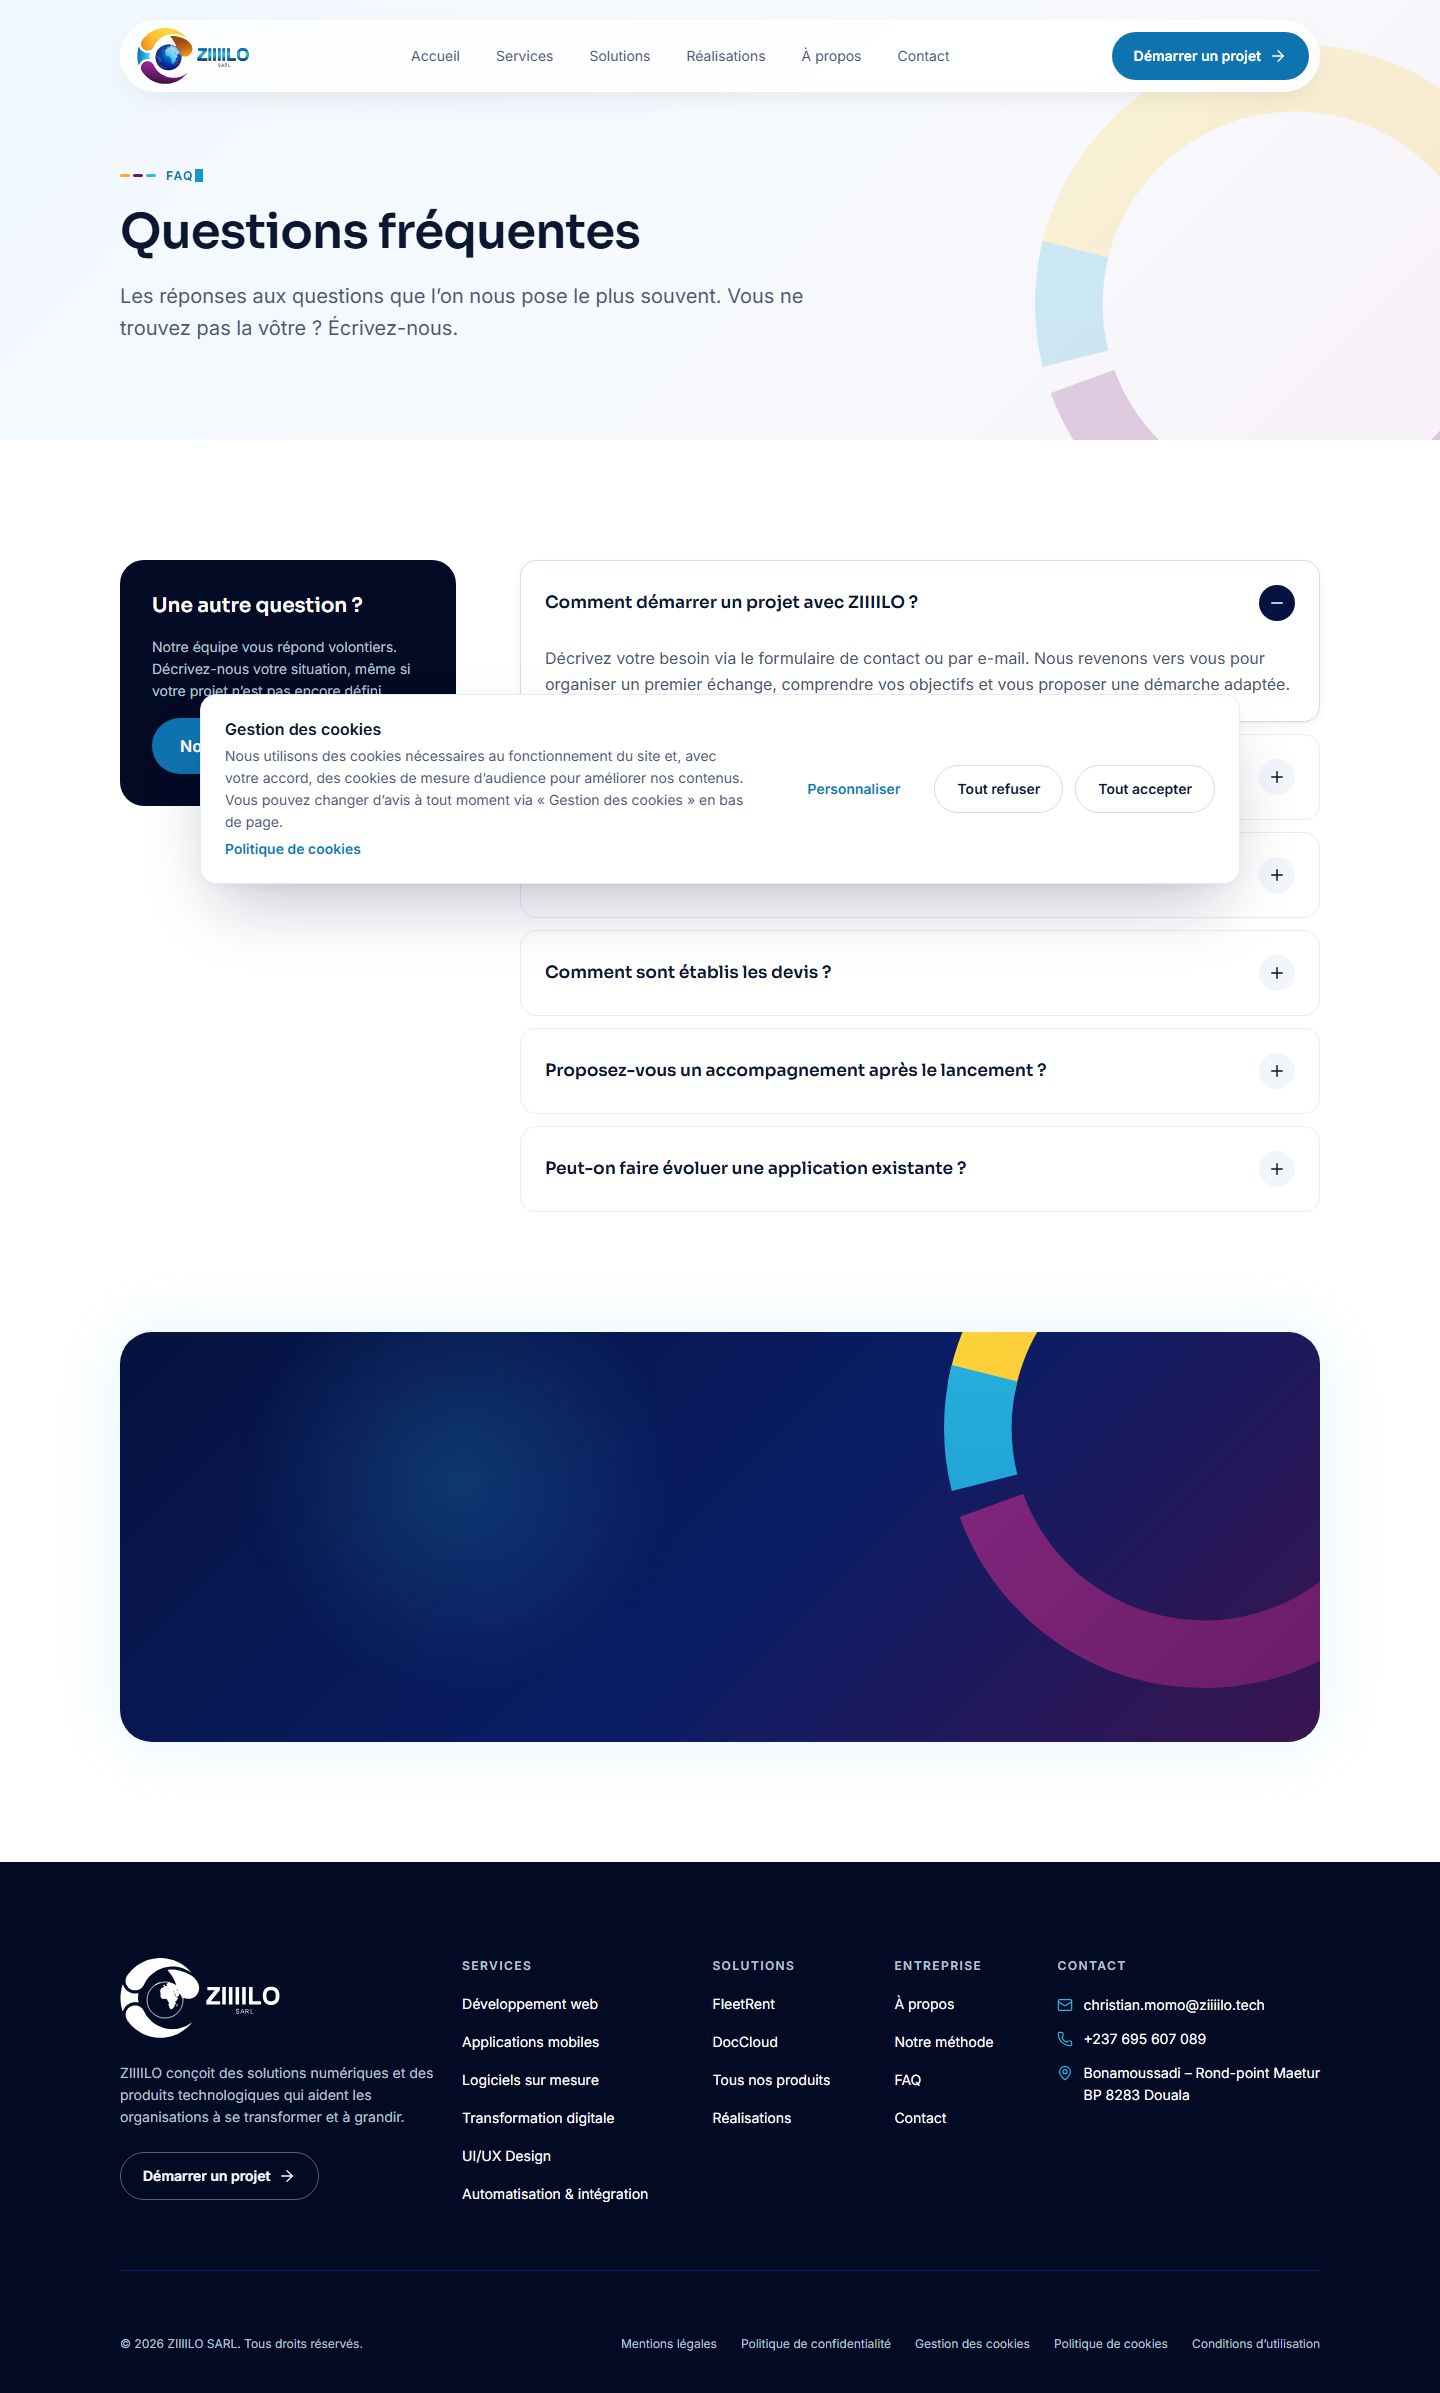 ZIIIILO
SARL
Accueil
Services
Solutions
Réalisations
À propos
Contact
Démarrer un projet
FAQ
Questions fréquentes
Les réponses aux questions que l’on nous pose le plus souvent. Vous ne
trouvez pas la vôtre ? Écrivez-nous.
Une autre question ?
Notre équipe vous répond volontiers.
Décrivez-nous votre situation, même si
votre projet n’est pas encore défini
Comment démarrer un projet avec ZIIIILO ?
Décrivez votre besoin via le formulaire de contact ou par e-mail. Nous revenons vers vous pour
organiser un premier échange, comprendre vos objectifs et vous proposer une démarche adaptée.
Gestion des cookies
Nous utilisons des cookies nécessaires au fonctionnement du site et, avec
votre accord, des cookies de mesure d’audience pour améliorer nos contenus.
Vous pouvez changer d’avis à tout moment via « Gestion des cookies » en bas
de page.
Politique de cookies
Personnaliser
Tout refuser
Tout accepter
Comment sont établis les devis ?
Proposez-vous un accompagnement après le lancement ?
Peut-on faire évoluer une application existante ?
ZIIIILO
SARL
ZIIIILO conçoit des solutions numériques et des
produits technologiques qui aident les
organisations à se transformer et à grandir.
Démarrer un projet
SERVICES
Développement web
Applications mobiles
Logiciels sur mesure
Transformation digitale
UI/UX Design
Automatisation & intégration
SOLUTIONS
FleetRent
DocCloud
Tous nos produits
Réalisations
ENTREPRISE
À propos
Notre méthode
FAQ
Contact
CONTACT
christian.momo@ziiiilo.tech
+237 695 607 089
Bonamoussadi – Rond-point Maetur
BP 8283 Douala
© 2026 ZIIIILO SARL. Tous droits réservés.
Mentions légales
Politique de confidentialité
Gestion des cookies
Politique de cookies
Conditions d’utilisation